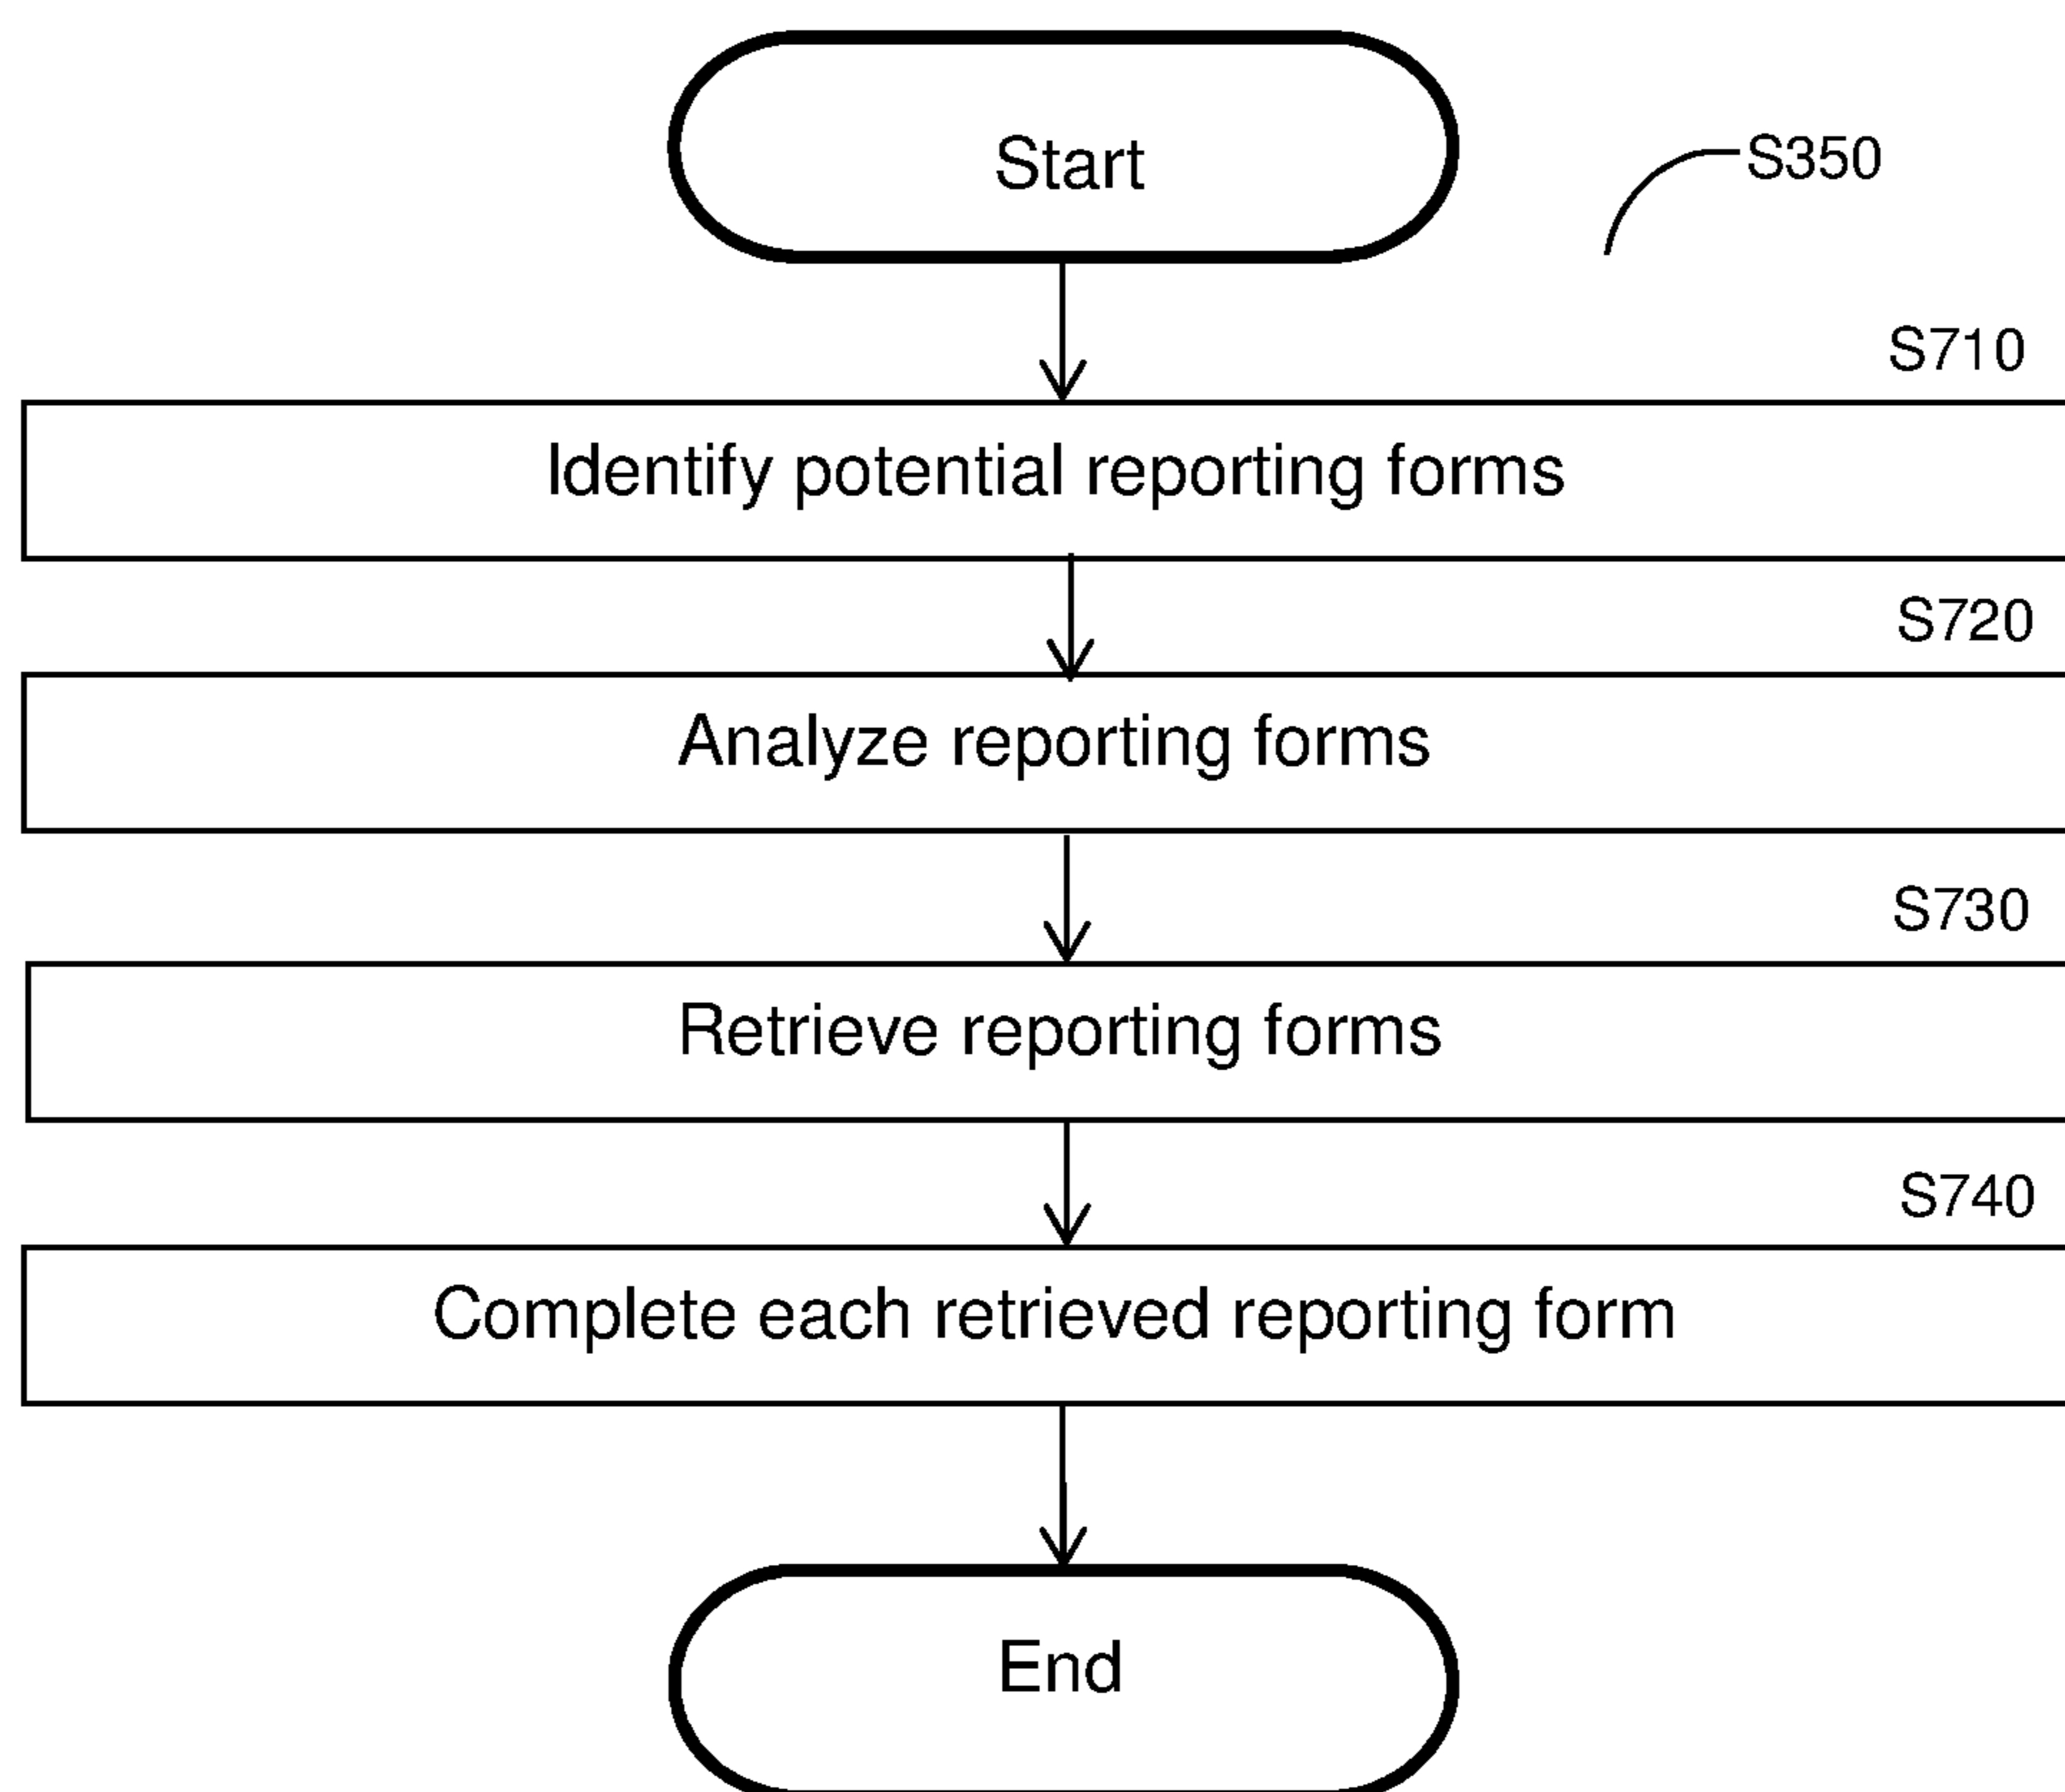 Start
S350
S710
Identify potential reporting forms
S720
Analyze reporting forms
S730
Retrieve reporting forms
S740
Complete each retrieved reporting form
End